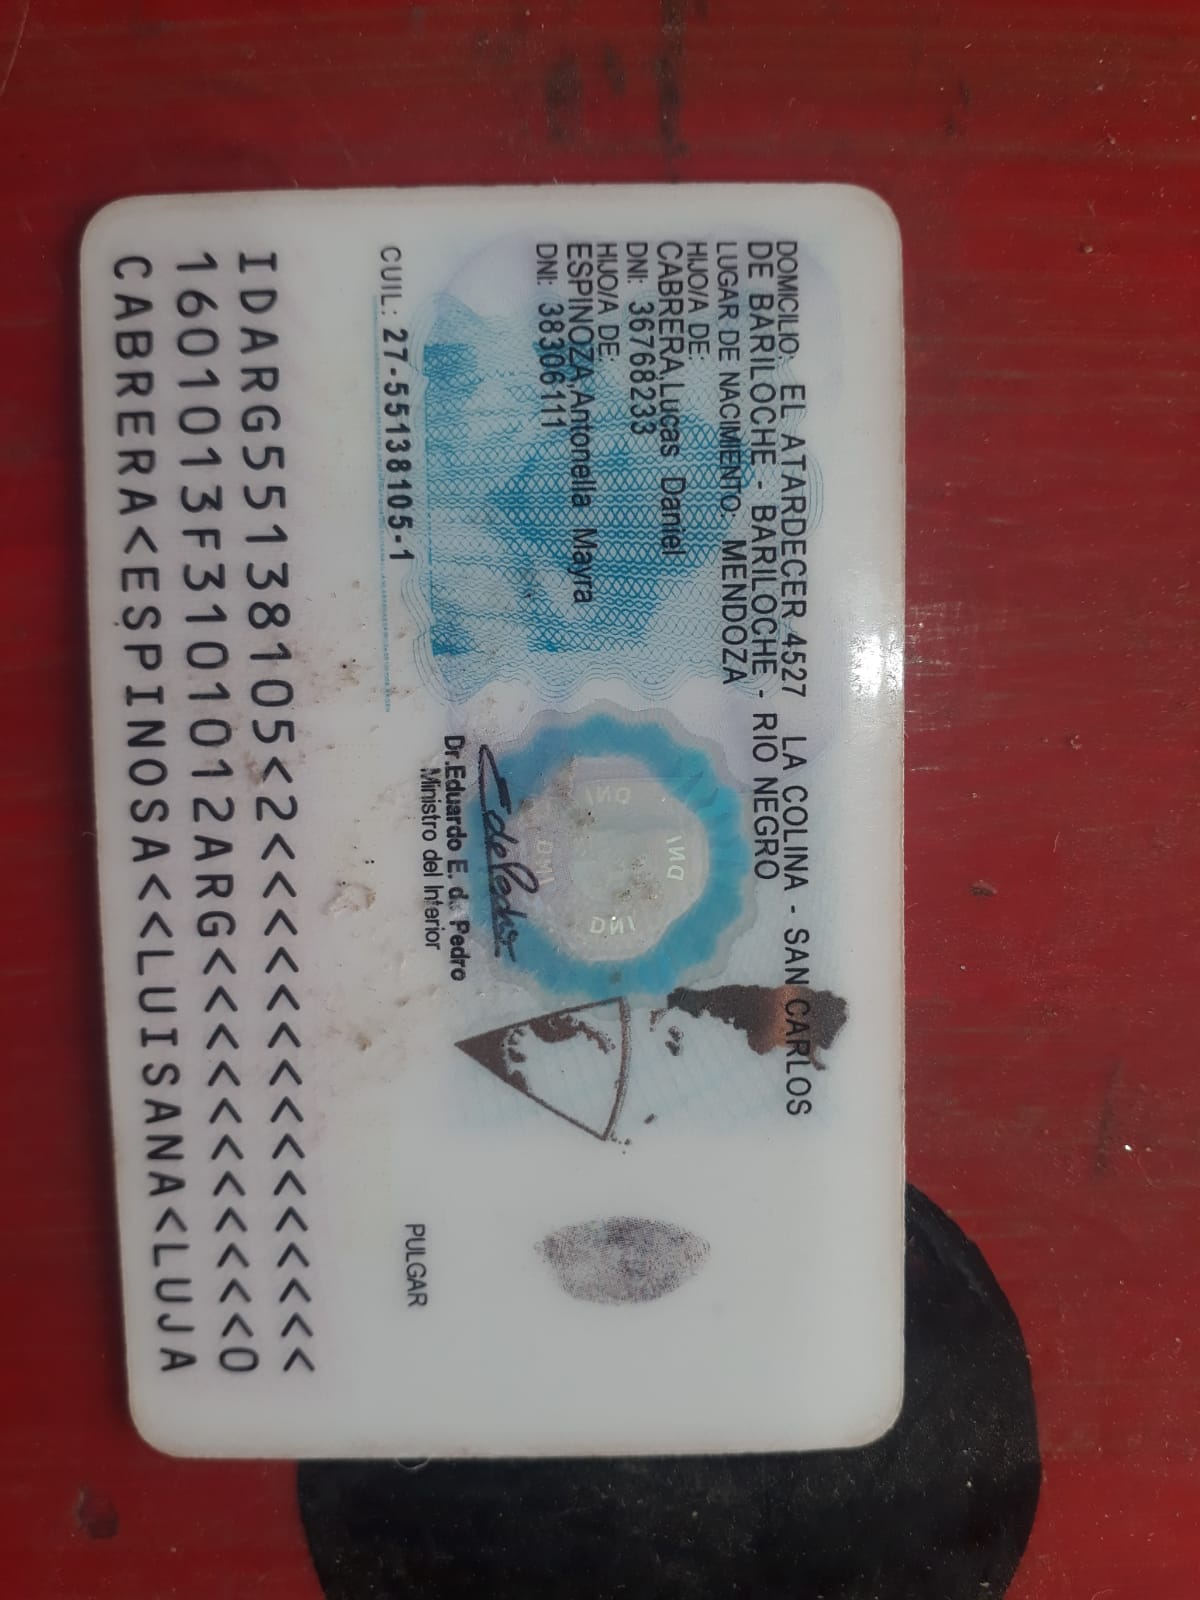 DOMICILIO: EL ATARDECER 4527 LA COLINA - SAN CARLOS
DE BARILOCHE - BARILOCHE - RIO NEGRO
LUGAR DE NACIMIENTO: MENDOZA
HIJO/A DE:
CABRERA,Lucas Daniel
DNI: 36768233
HIJO/A DE:
ESPINOZA,Antonella Mayra
DNI: 38306111
DNI
DNI
DNI
DNI
Dr.Eduardo E. de Pedro
Ministro del Interior
CUIL: 27-55138105-1
PULGAR
IDARG55138105<2<<<<<<<<<<<<<<<
1601013F3101012ARG<<<<<<<<<<<0
CABRERA<ESPINOSA<<LUISANA<LUJA